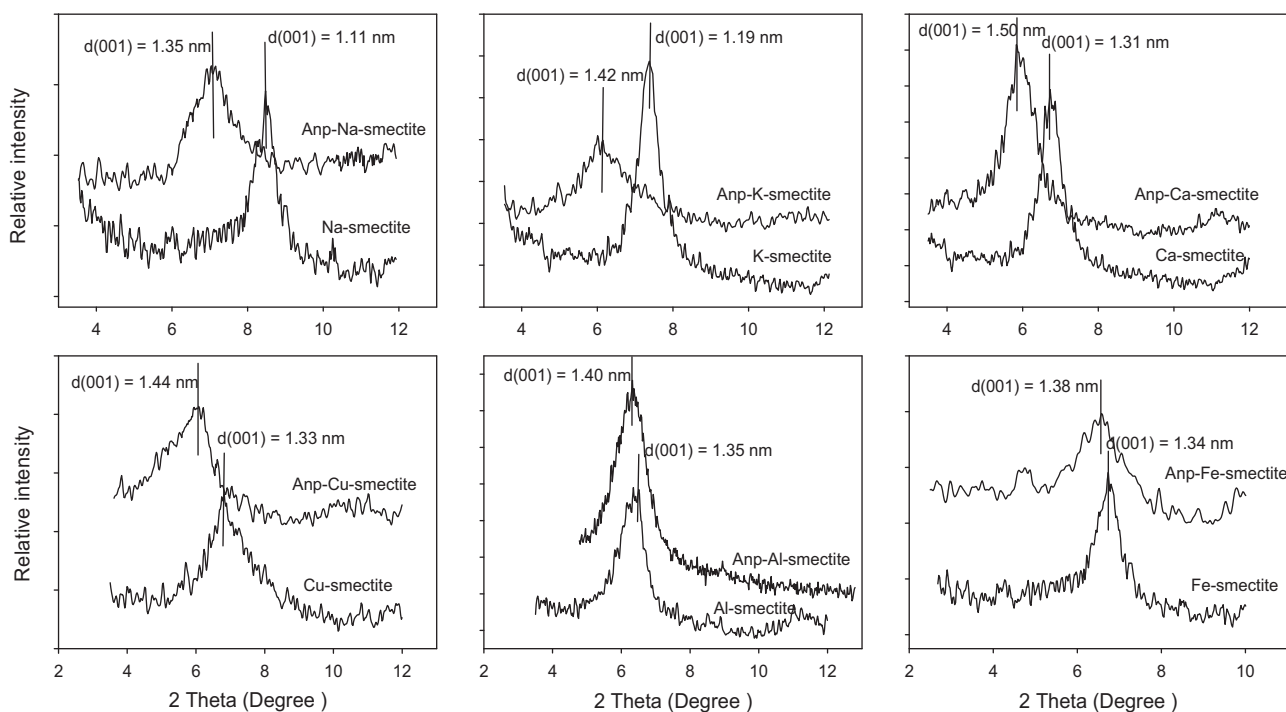 Relative intensity
d(001) = 1.35 nm
d(001) = 1.11 nm
Anp-Na-smectite
Na-smectite
4 6 8 10 12
d(001) = 1.42 nm
d(001) = 1.19 nm
Anp-K-smectite
K-smectite
4 6 8 10 12
d(001) = 1.50 nm
d(001) = 1.31 nm
Anp-Ca-smectite
Ca-smectite
4 6 8 10 12
Relative intensity
d(001) = 1.44 nm
d(001) = 1.33 nm
Anp-Cu-smectite
Cu-smectite
2 4 6 8 10 12
2 Theta (Degree )
d(001) = 1.40 nm
d(001) = 1.35 nm
Anp-Al-smectite
Al-smectite
2 4 6 8 10 12
2 Theta (Degree )
d(001) = 1.38 nm
d(001) = 1.34 nm
Anp-Fe-smectite
Fe-smectite
2 4 6 8 10
2 Theta (Degree )